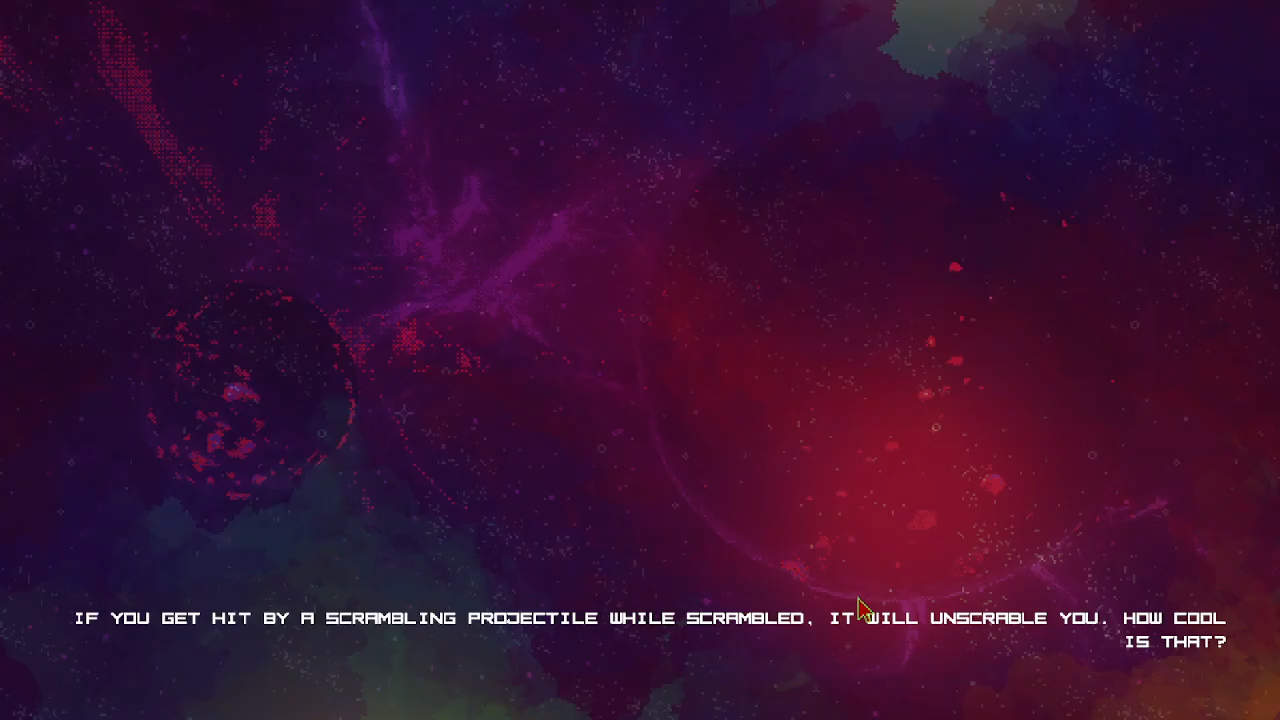 IF YOU GET HIT BY A SCRAMBLING PROJECTILE WHILE SCRAMBLED, IT WILL UNSCRABLE YOU. HOW COOL
IS THAT?